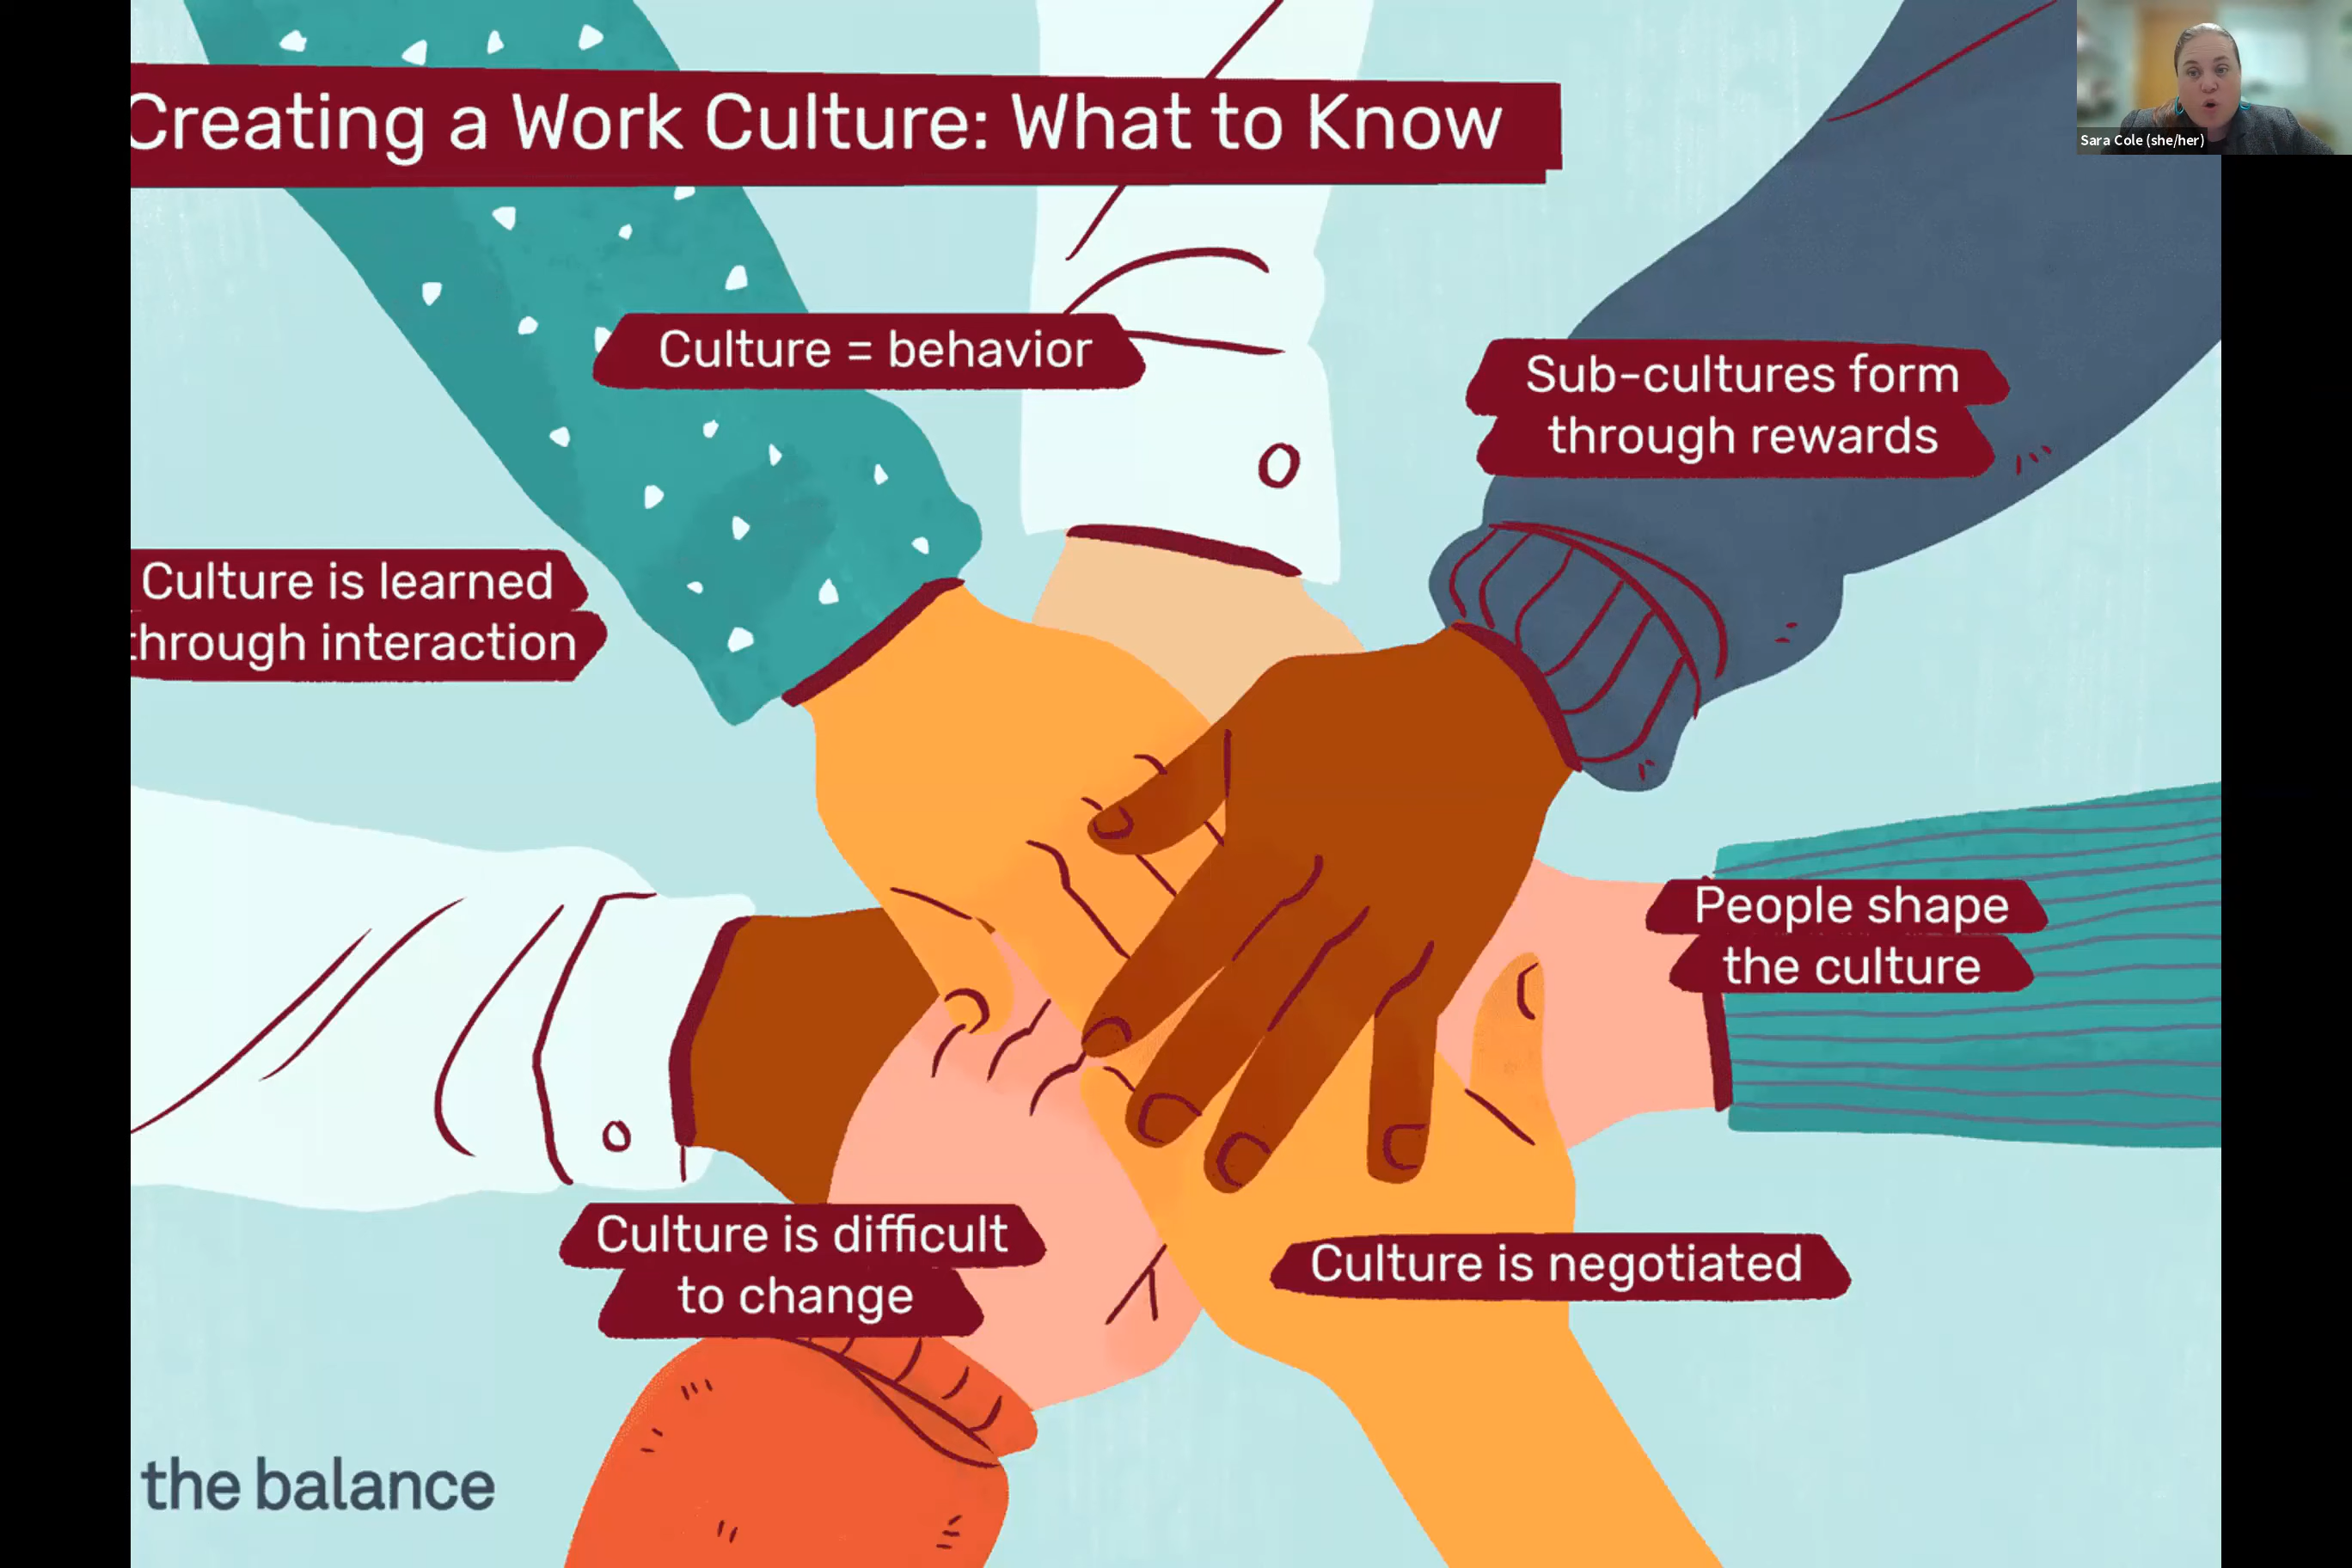 Creating a Work Culture: What to Know
Sara Cole (she/her)
Culture = behavior
Sub-cultures form
through rewards
Culture is learned
through interaction
People shape
the culture
Culture is difficult
to change
Culture is negotiated
the balance